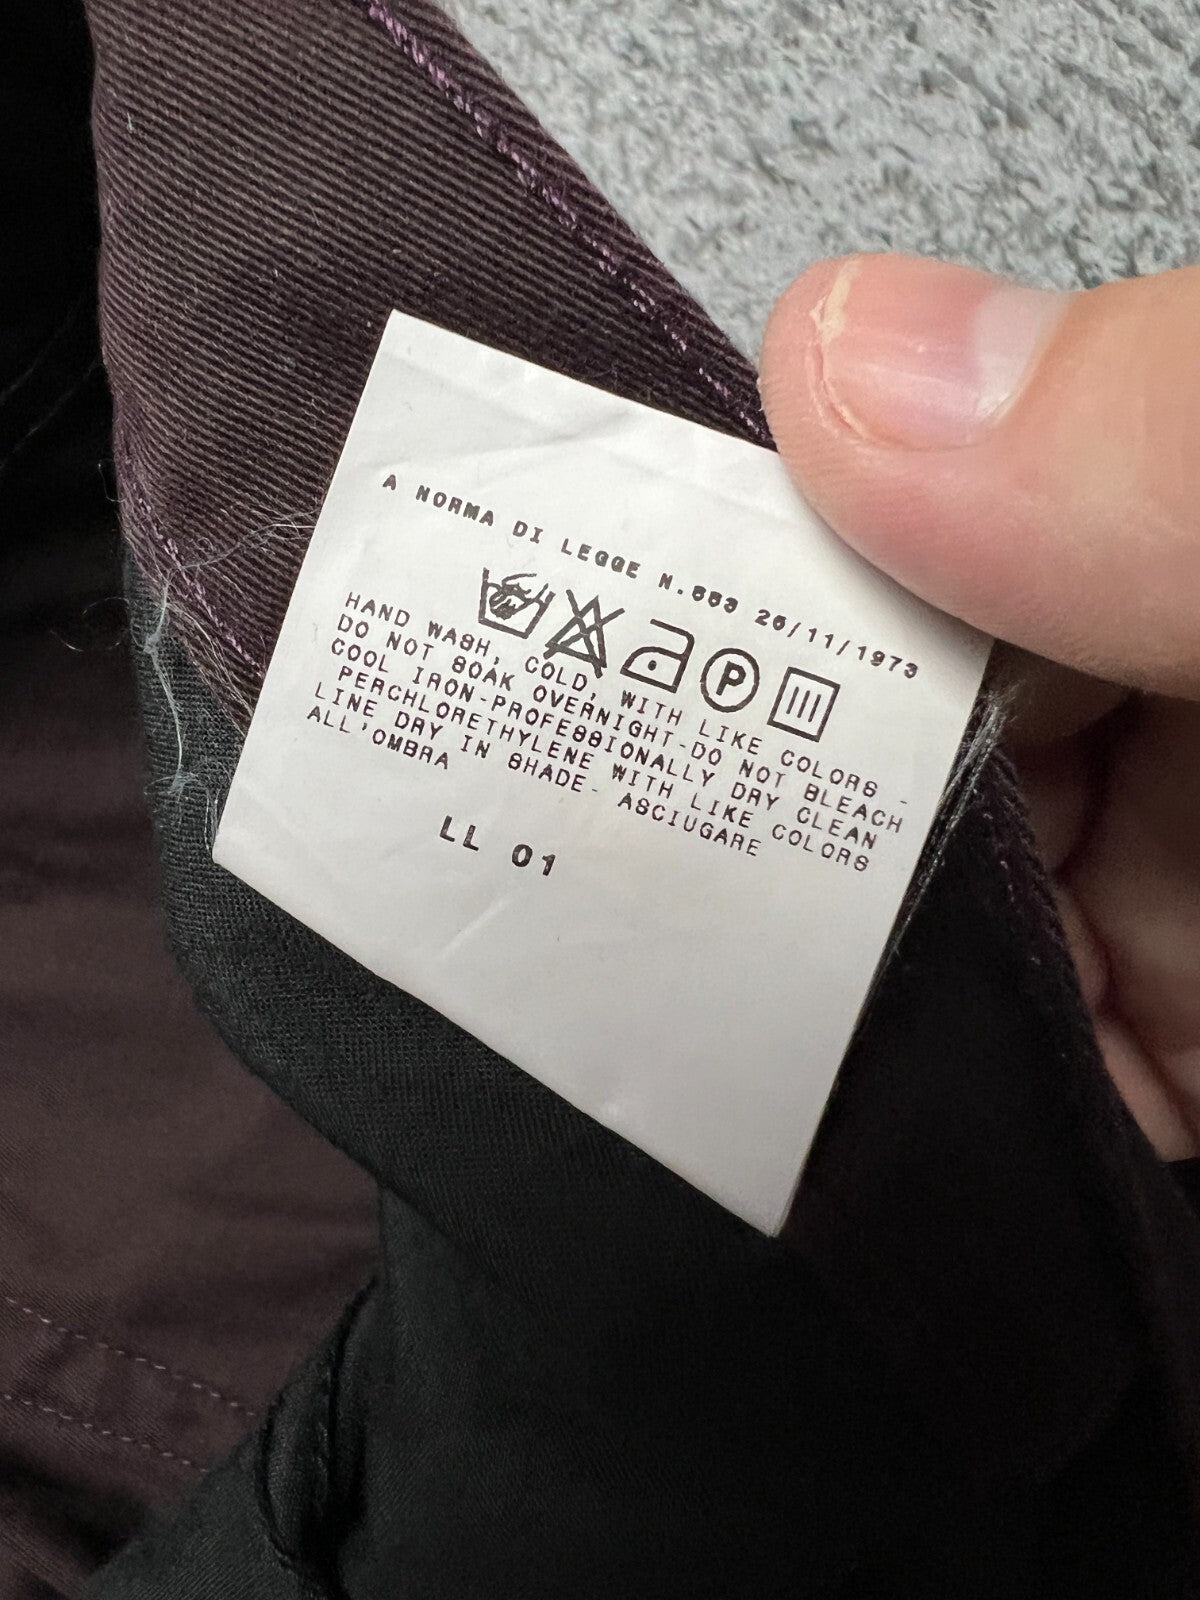 A NORMA DI LEGGE N.883 26/11/1973
P
HAND WASH, COLD, WITH LIKE COLORS -
DO NOT SOAK OVERNIGHT-DO NOT BLEACH
COOL IRON-PROFESSIONALLY DRY CLEAN
PERCHLORETHYLENE WITH LIKE COLORS
LINE DRY IN SHADE- ASCIUGARE
ALL'OMBRA
LL 01